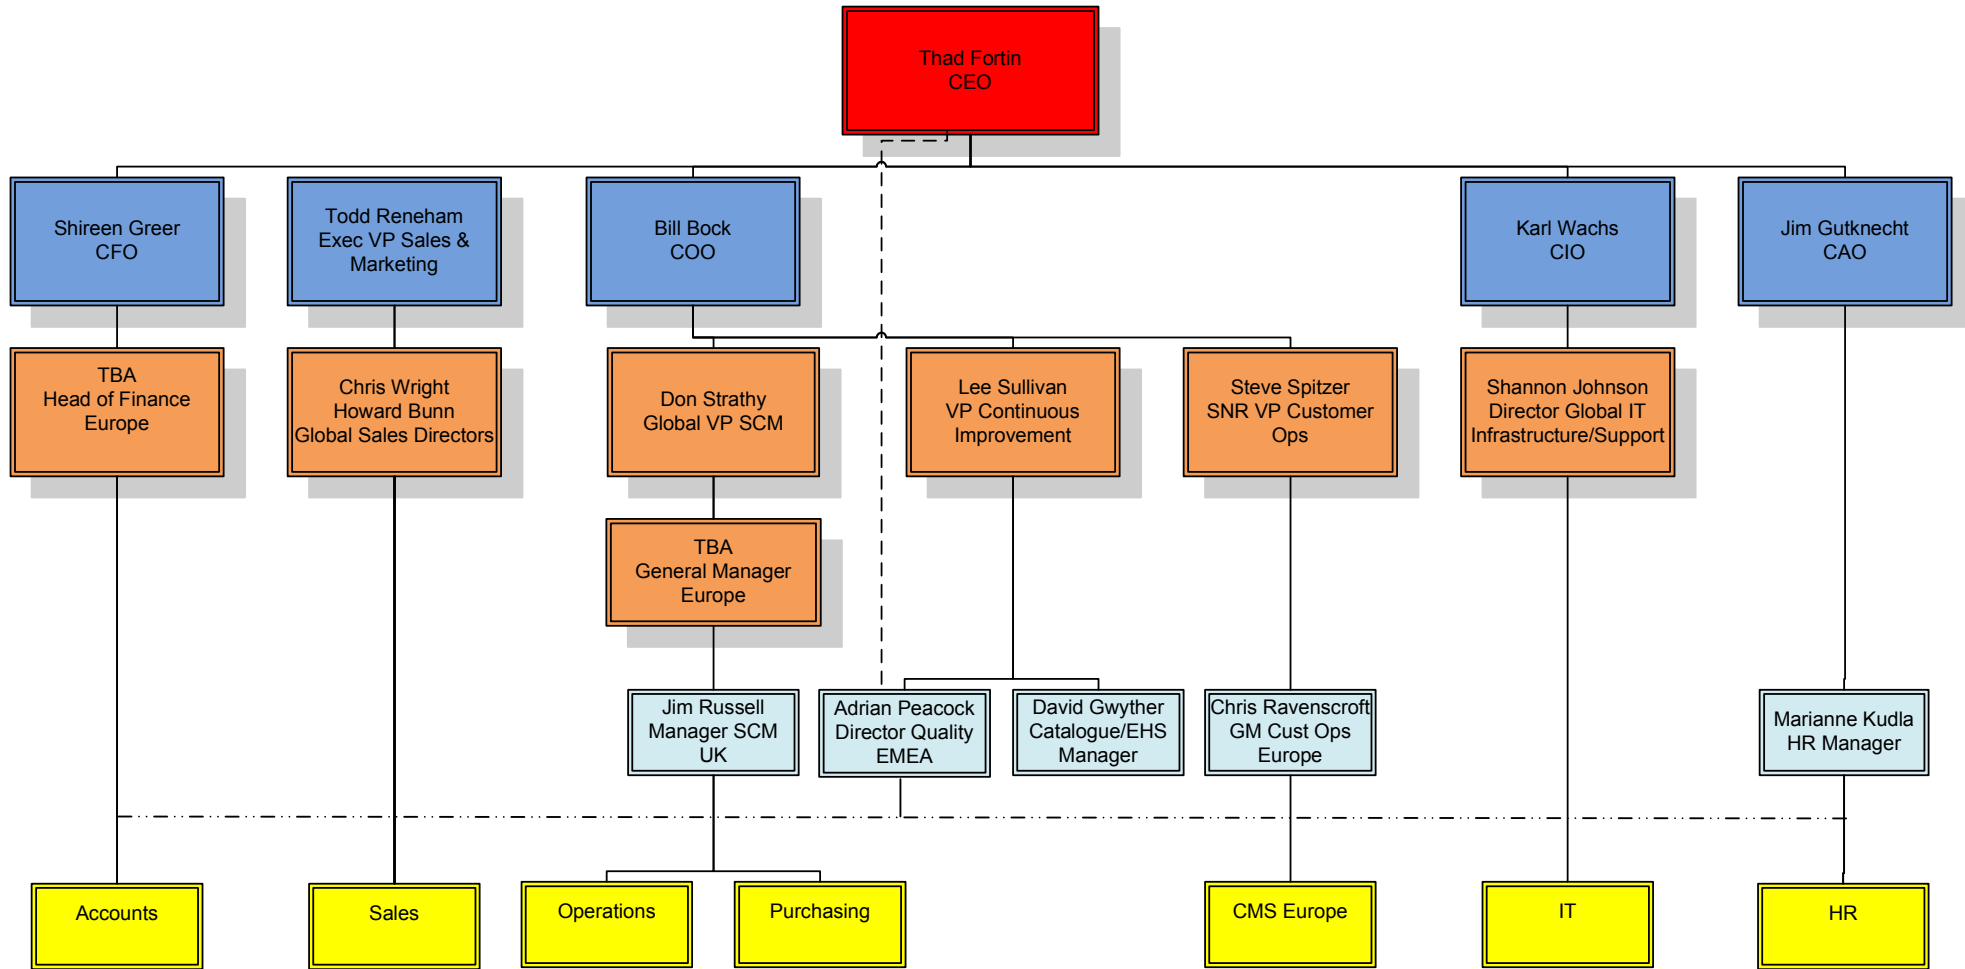 Thad Fortin
CEO
Shireen Greer
CFO
Todd Reneham
Exec VP Sales &
Marketing
Bill Bock
COO
Karl Wachs
CIO
Jim Gutknecht
CAO
TBA
Head of Finance
Europe
Chris Wright
Howard Bunn
Global Sales Directors
Don Strathy
Global VP SCM
Lee Sullivan
VP Continuous
Improvement
Steve Spitzer
SNR VP Customer
Ops
Shannon Johnson
Director Global IT
Infrastructure/Support
TBA
General Manager
Europe
Jim Russell
Manager SCM
UK
Adrian Peacock
Director Quality
EMEA
David Gwyther
Catalogue/EHS
Manager
Chris Ravenscroft
GM Cust Ops
Europe
Marianne Kudla
HR Manager
Accounts
Sales
Operations
Purchasing
CMS Europe
IT
HR